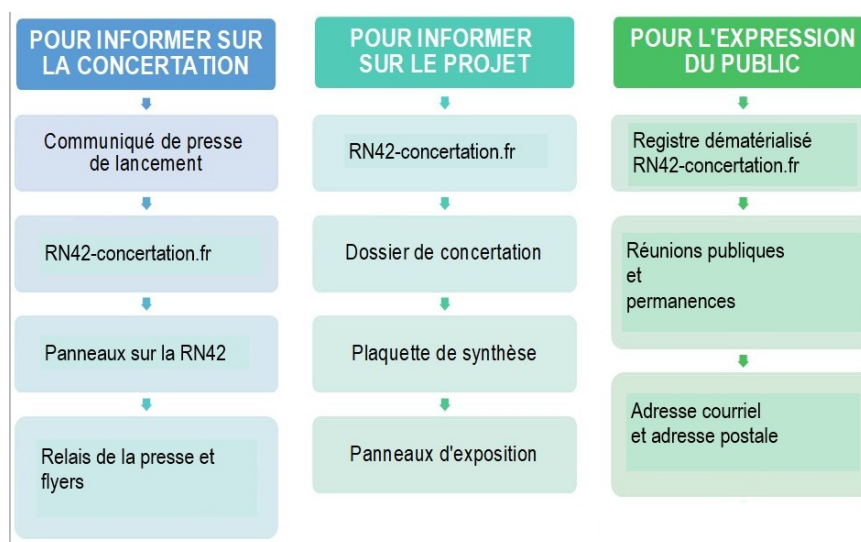 POUR INFORMER SUR
LA CONCERTATION
Communiqué de presse
de lancement
RN42-concertation.fr
Panneaux sur la RN42
Relais de la presse et
flyers
POUR INFORMER
SUR LE PROJET
RN42-concertation.fr
Dossier de concertation
Plaquette de synthèse
Panneaux d'exposition
POUR L'EXPRESSION
DU PUBLIC
Registre dématérialisé
RN42-concertation.fr
Réunions publiques
et
permanences
Adresse courriel
et adresse postale